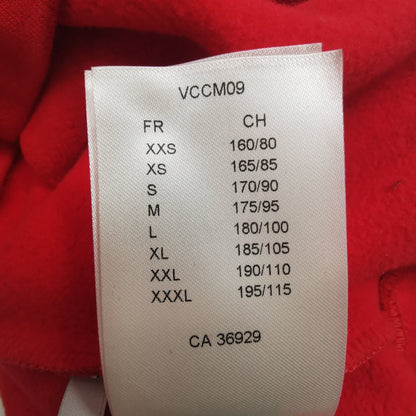 VCCM09
FR CH
XXS 160/80
XS 165/85
S 170/90
M 175/95
L 180/100
XL 185/105
XXL 190/110
XXXL 195/115
CA 36929